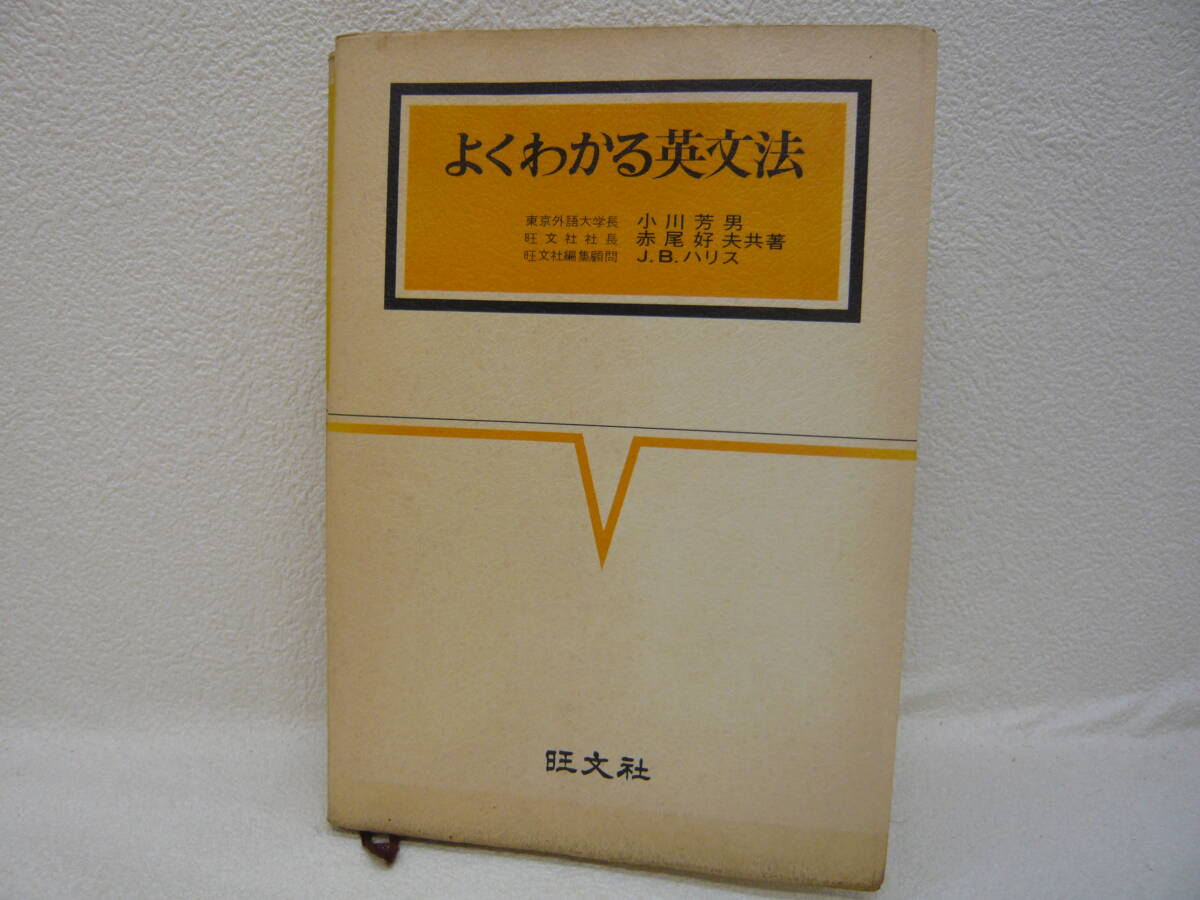 よくわかる英文法
東京外語大学長 小川芳男
旺文社社長 赤尾好夫共著
旺文社編集顧問 J.B.ハリス
旺文社